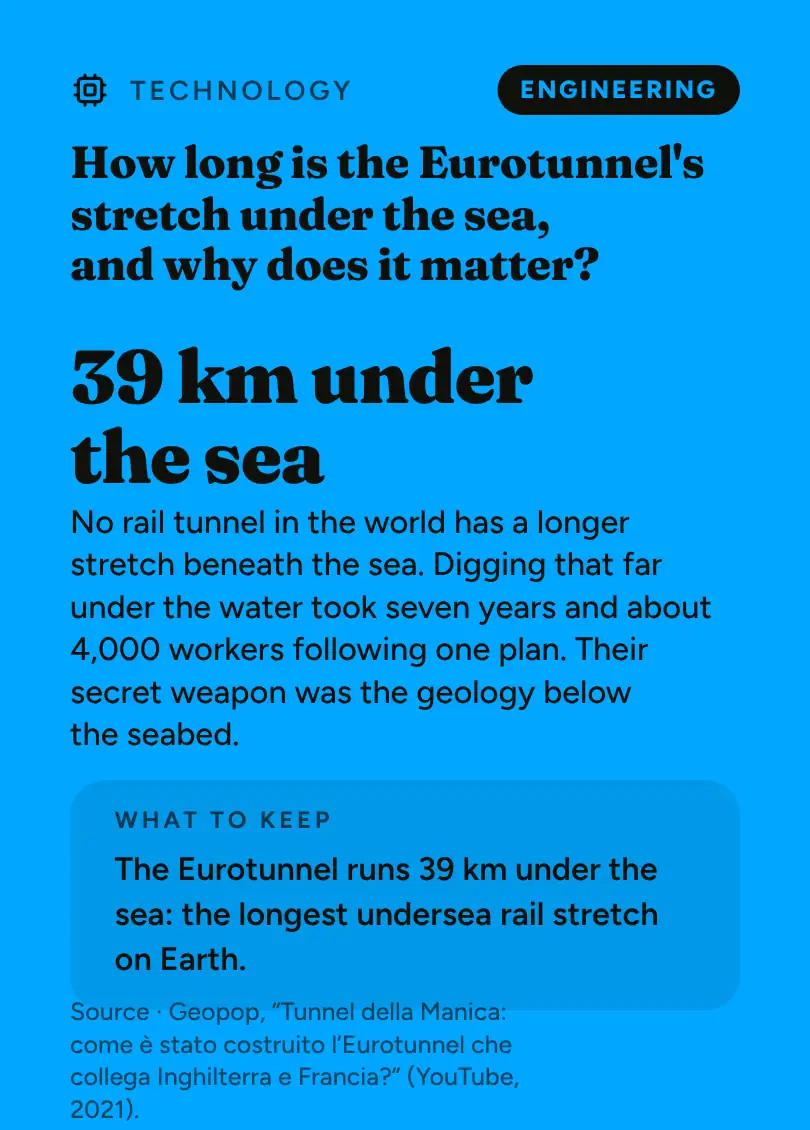 TECHNOLOGY
ENGINEERING
How long is the Eurotunnel's
stretch under the sea,
and why does it matter?
39 km under
the sea
No rail tunnel in the world has a longer
stretch beneath the sea. Digging that far
under the water took seven years and about
4,000 workers following one plan. Their
secret weapon was the geology below
the seabed.
WHAT TO KEEP
The Eurotunnel runs 39 km under the
sea: the longest undersea rail stretch
on Earth.
Source · Geopop, “Tunnel della Manica:
come è stato costruito l’Eurotunnel che
collega Inghilterra e Francia?” (YouTube,
2021).